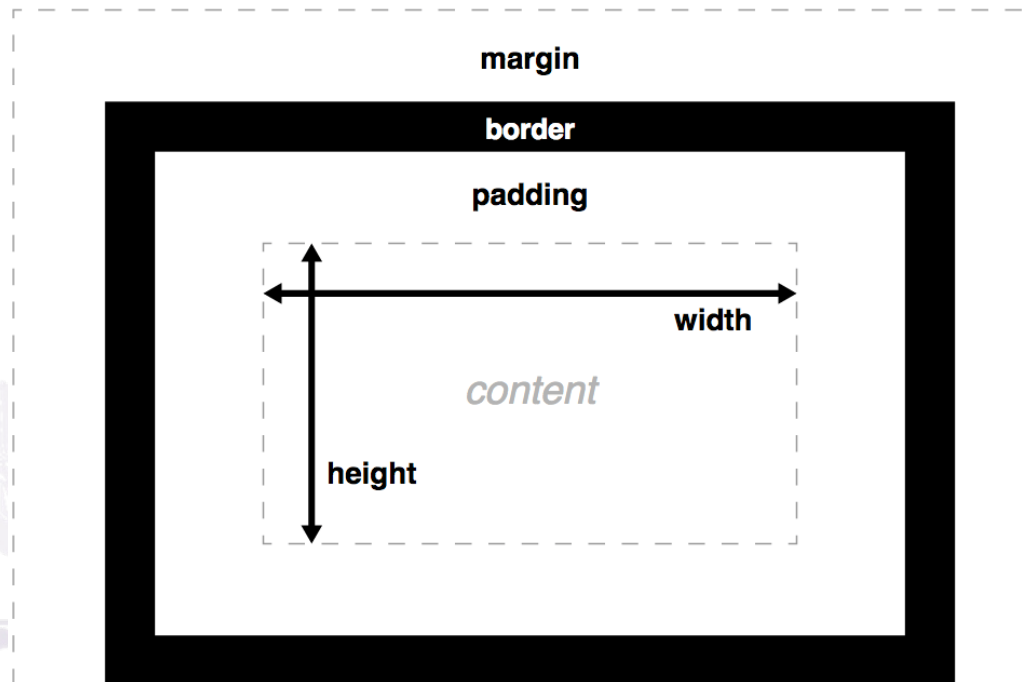 margin
border
padding
width
content
height